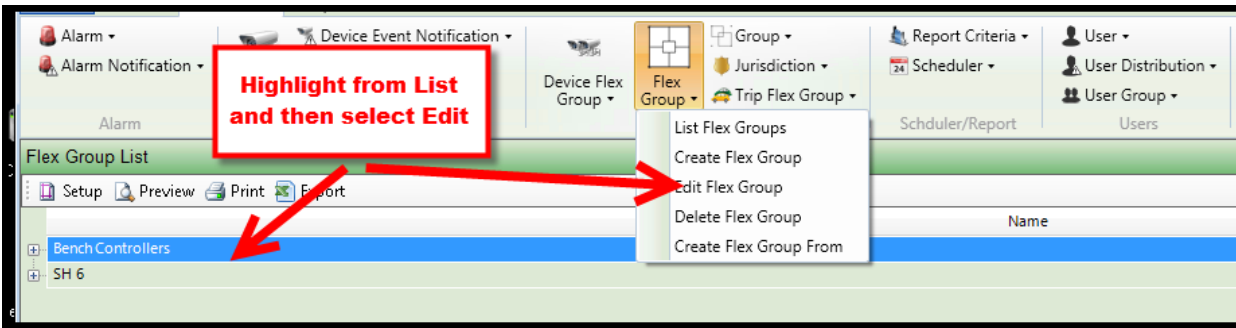 Alarm
Device Event Notification
Group
Report Criteria
User
Alarm Notification
Highlight from List
and then select Edit
Device Flex
Group
Flex
Group
Jurisdiction
Scheduler
User Distribution
Trip Flex Group
User Group
Alarm
Schduler/Report
Users
List Flex Groups
Create Flex Group
Edit Flex Group
Delete Flex Group
Create Flex Group From
Flex Group List
Setup
Preview
Print
Export
Name
Bench Controllers
SH 6